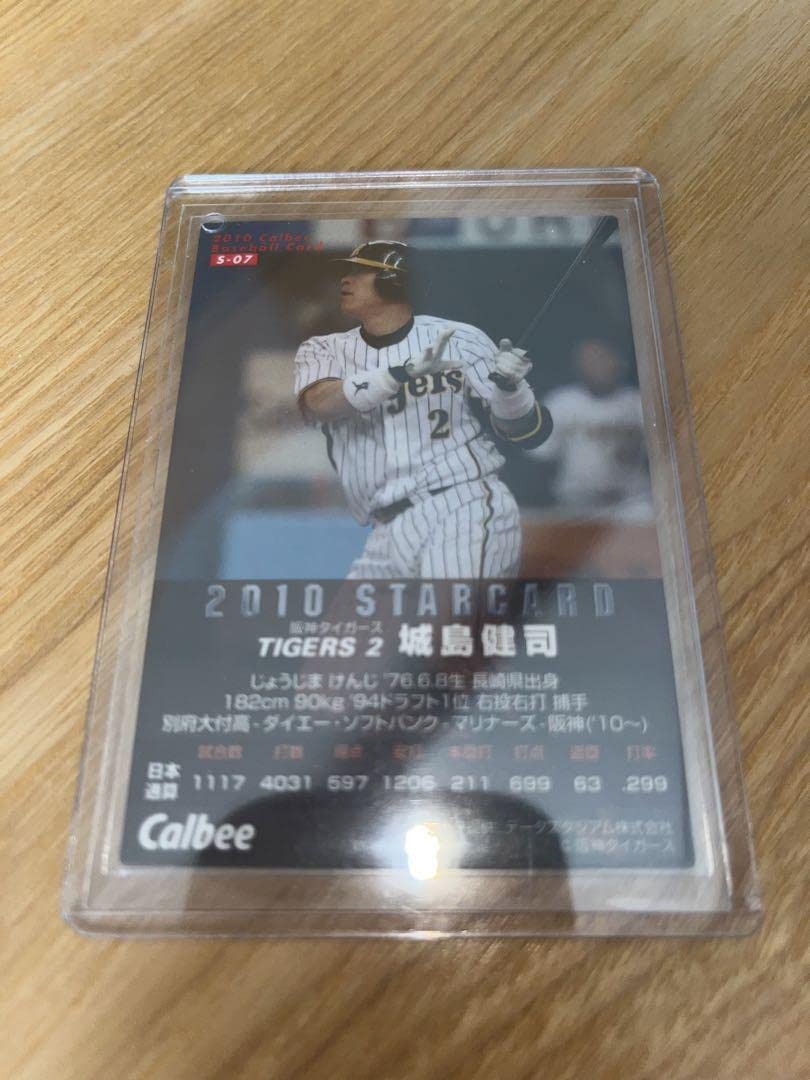 2010 Calbee
Baseball Card
S-07
gers
2
2010 STARCARD
阪神タイガース
TIGERS 2 城島健司
じょうじま けんじ '76.6.8生 長崎県出身
182cm 90kg '94ドラフト1位 右投右打 捕手
別府大付高-ダイエー・ソフトバンク-マリナーズ-阪神('10～)
試合数 打数 得点 安打 本塁打 打点 盗塁 打率
日本
通算 1117 4031 597 1206 211 699 63 .299
Calbee
データスタジアム株式会社
阪神タイガース